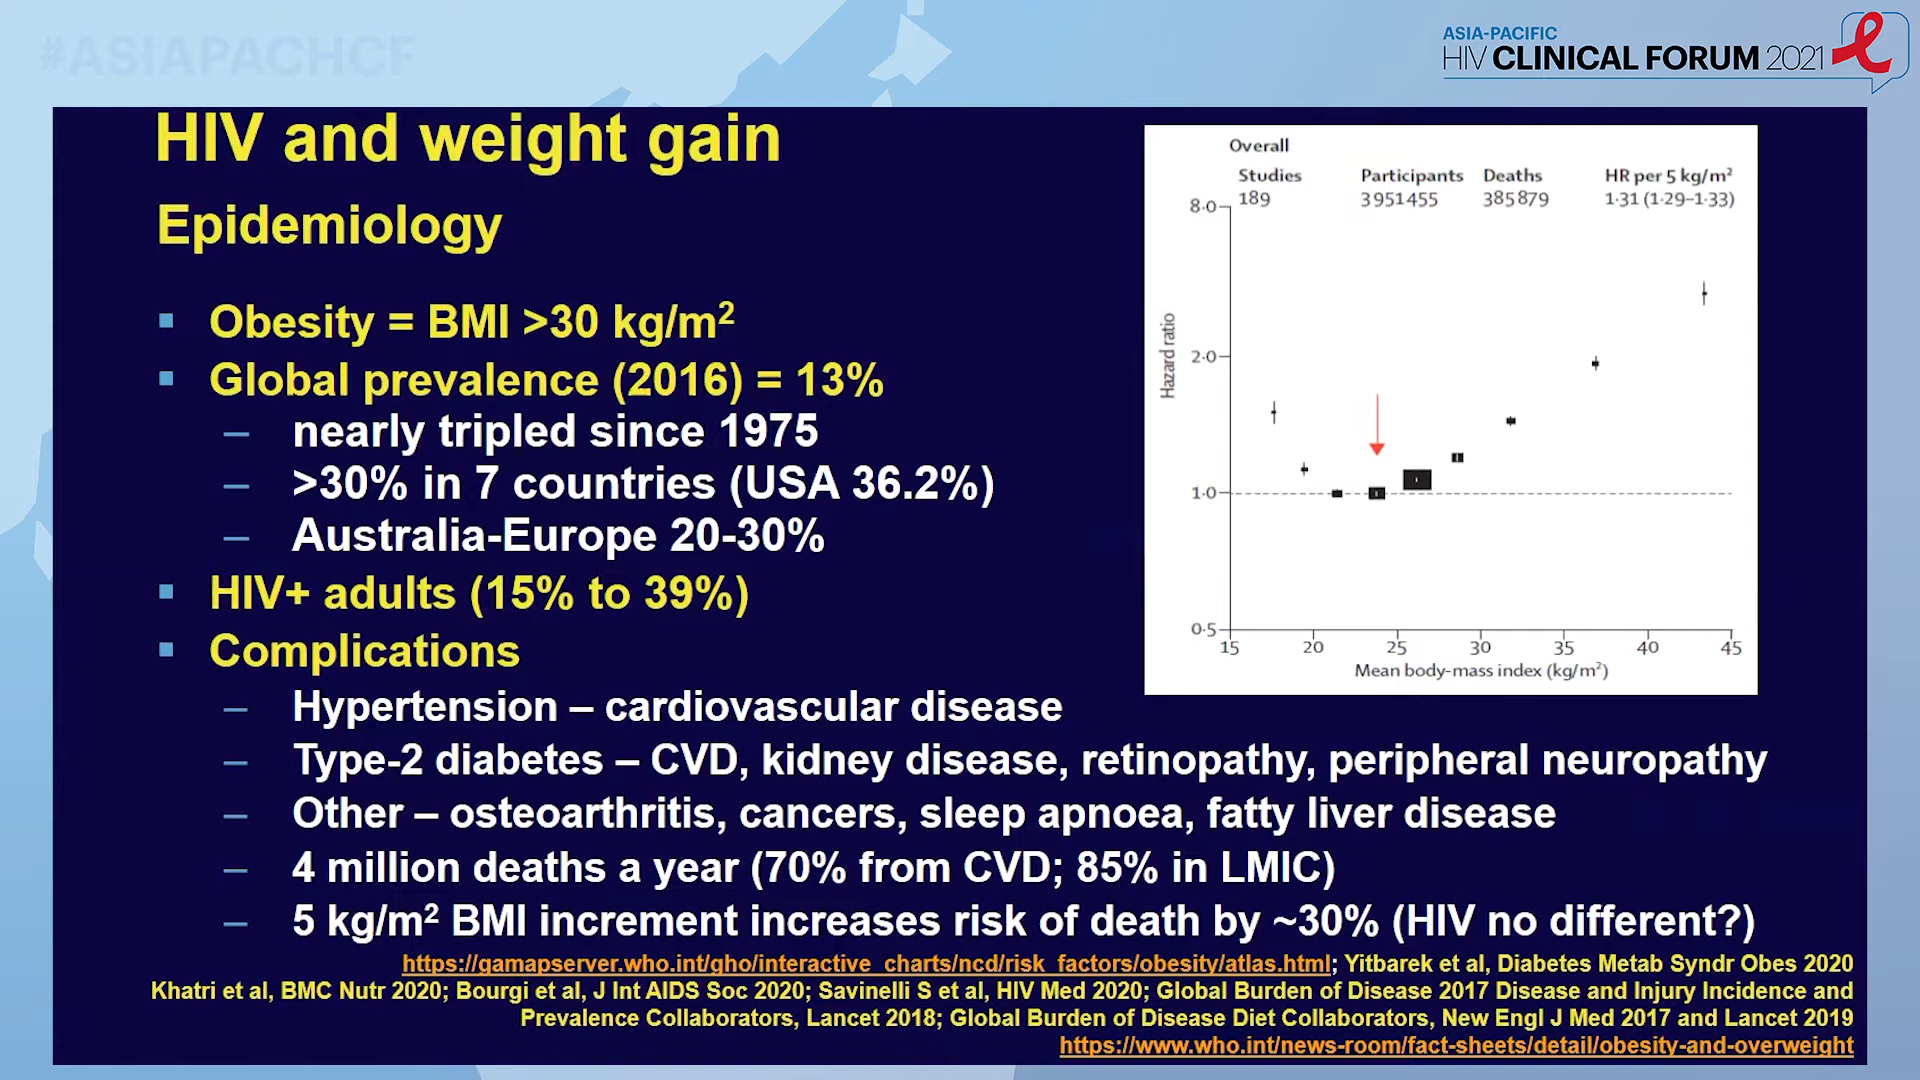 #ASIAPACHCF
ASIA-PACIFIC
HIV CLINICAL FORUM 2021
HIV and weight gain
Epidemiology
▪ Obesity = BMI >30 kg/m²
▪ Global prevalence (2016) = 13%
– nearly tripled since 1975
– >30% in 7 countries (USA 36.2%)
– Australia-Europe 20-30%
▪ HIV+ adults (15% to 39%)
▪ Complications
– Hypertension – cardiovascular disease
– Type-2 diabetes – CVD, kidney disease, retinopathy, peripheral neuropathy
– Other – osteoarthritis, cancers, sleep apnoea, fatty liver disease
– 4 million deaths a year (70% from CVD; 85% in LMIC)
– 5 kg/m² BMI increment increases risk of death by ~30% (HIV no different?)
Overall
Studies Participants Deaths HR per 5 kg/m²
189 3951455 385879 1·31 (1·29–1·33)
8·0
2·0
1·0
0·5
Hazard ratio
15 20 25 30 35 40 45
Mean body-mass index (kg/m²)
https://gamapserver.who.int/gho/interactive_charts/ncd/risk_factors/obesity/atlas.html; Yitbarek et al, Diabetes Metab Syndr Obes 2020
Khatri et al, BMC Nutr 2020; Bourgi et al, J Int AIDS Soc 2020; Savinelli S et al, HIV Med 2020; Global Burden of Disease 2017 Disease and Injury Incidence and
Prevalence Collaborators, Lancet 2018; Global Burden of Disease Diet Collaborators, New Engl J Med 2017 and Lancet 2019
https://www.who.int/news-room/fact-sheets/detail/obesity-and-overweight